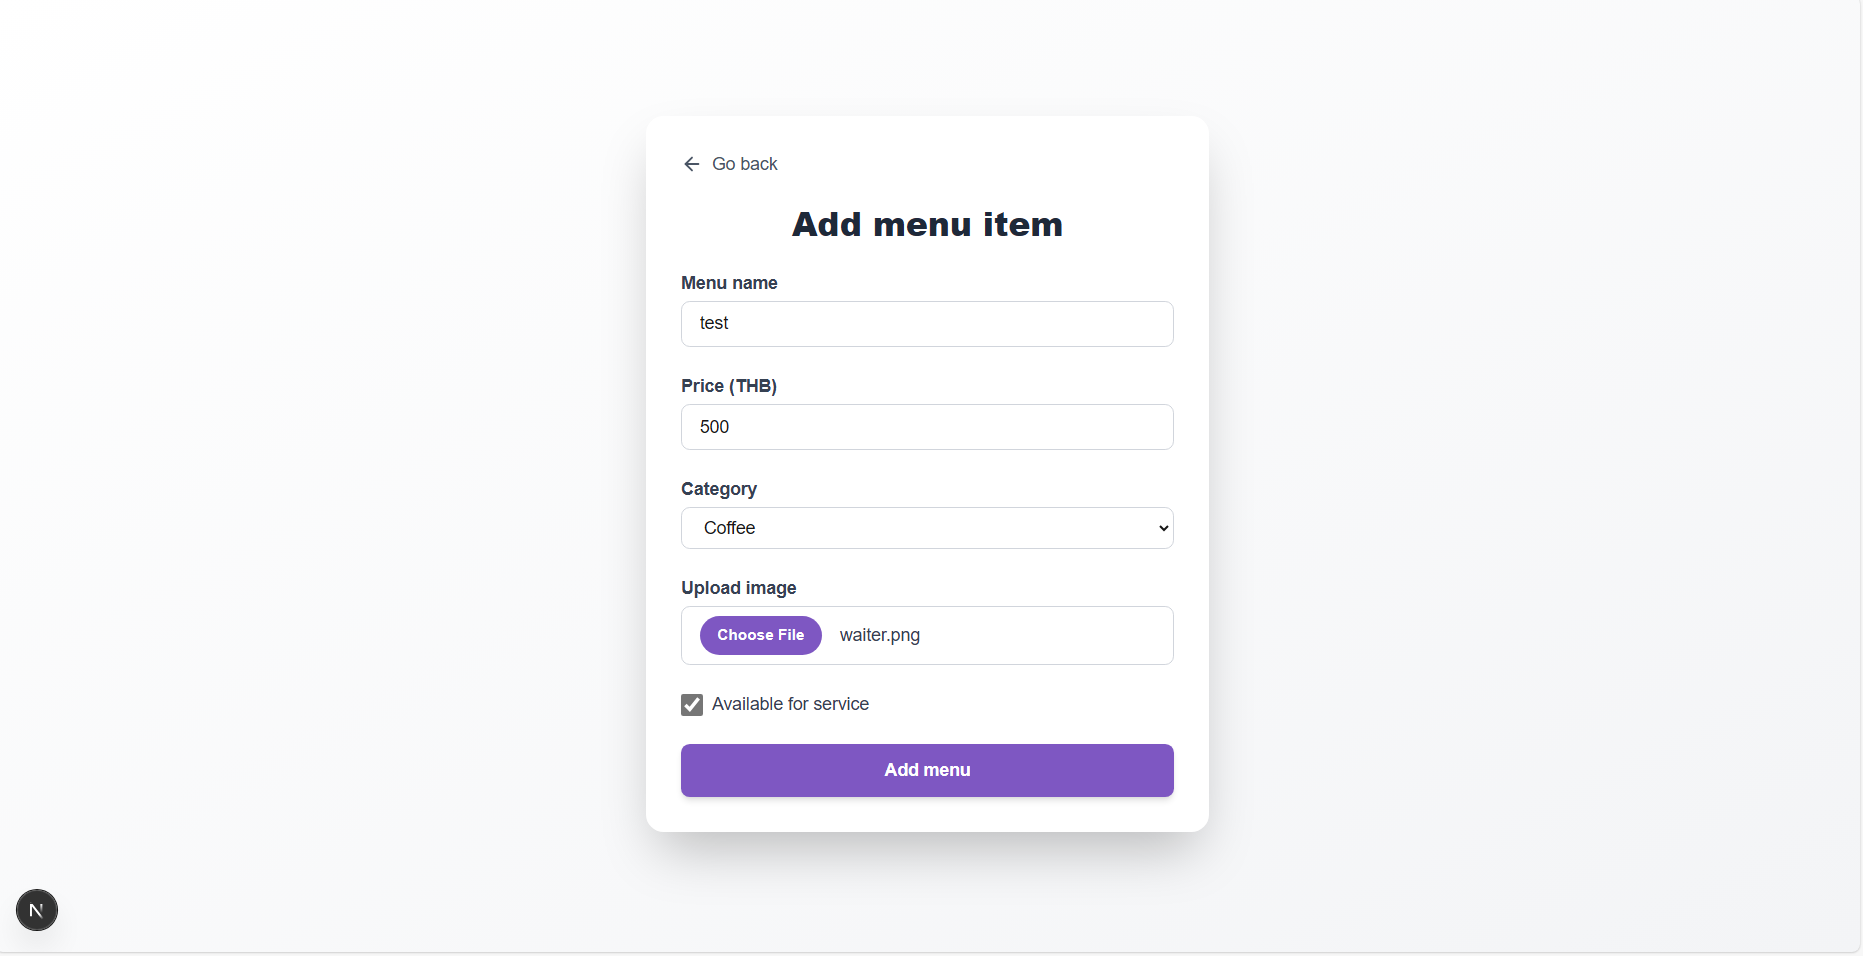 Go back
Add menu item
Menu name
test
Price (THB)
500
Category
Coffee
Upload image
Choose File waiter.png
Available for service
Add menu
N